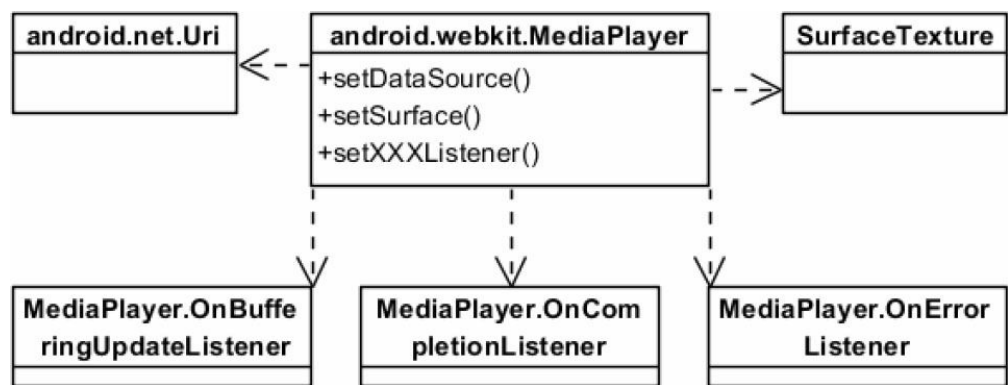 android.net.Uri
android.webkit.MediaPlayer
+setDataSource()
+setSurface()
+setXXXListener()
SurfaceTexture
MediaPlayer.OnBuffe
ringUpdateListener
MediaPlayer.OnCom
pletionListener
MediaPlayer.OnError
Listener